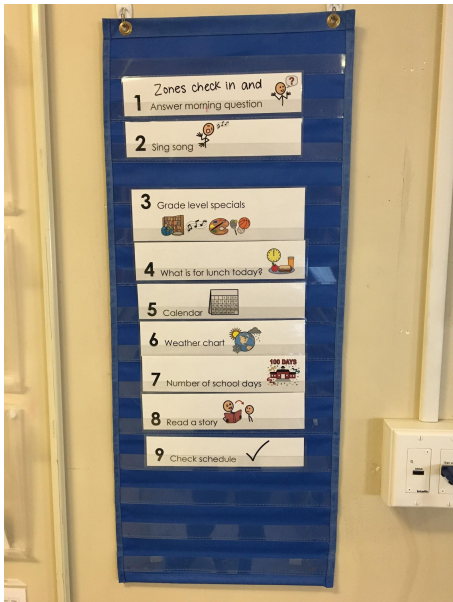 Zones check in and
1 Answer morning question
?
2 Sing song
3 Grade level specials
4 What is for lunch today?
5 Calendar
6 Weather chart
100 DAYS
7 Number of school days
8 Read a story
9 Check schedule